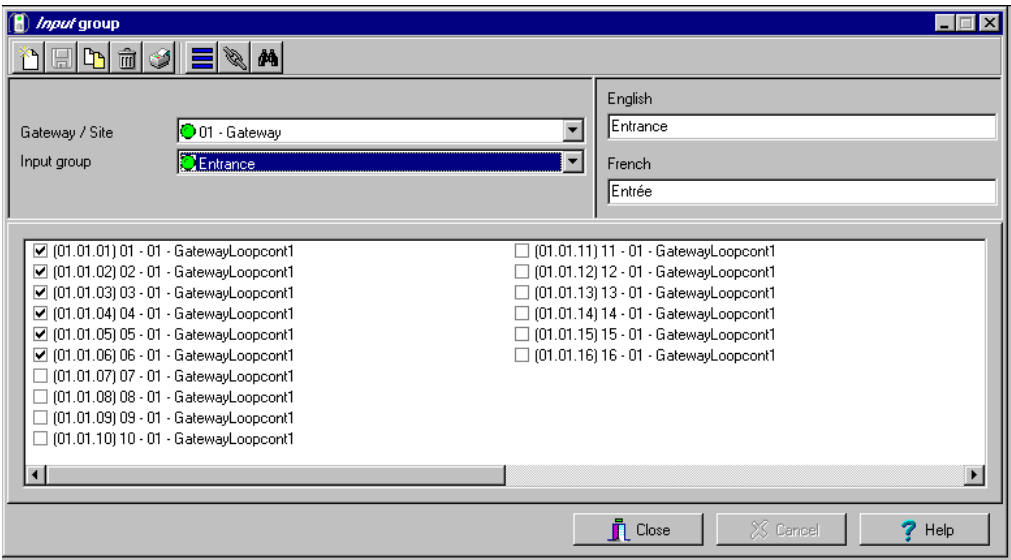 Input group
English
Entrance
Gateway / Site
01 - Gateway
Input group
Entrance
French
Entrée
(01.01.01) 01 - 01 - GatewayLoopcont1
(01.01.02) 02 - 01 - GatewayLoopcont1
(01.01.03) 03 - 01 - GatewayLoopcont1
(01.01.04) 04 - 01 - GatewayLoopcont1
(01.01.05) 05 - 01 - GatewayLoopcont1
(01.01.06) 06 - 01 - GatewayLoopcont1
(01.01.07) 07 - 01 - GatewayLoopcont1
(01.01.08) 08 - 01 - GatewayLoopcont1
(01.01.09) 09 - 01 - GatewayLoopcont1
(01.01.10) 10 - 01 - GatewayLoopcont1
(01.01.11) 11 - 01 - GatewayLoopcont1
(01.01.12) 12 - 01 - GatewayLoopcont1
(01.01.13) 13 - 01 - GatewayLoopcont1
(01.01.14) 14 - 01 - GatewayLoopcont1
(01.01.15) 15 - 01 - GatewayLoopcont1
(01.01.16) 16 - 01 - GatewayLoopcont1
Close
Cancel
Help